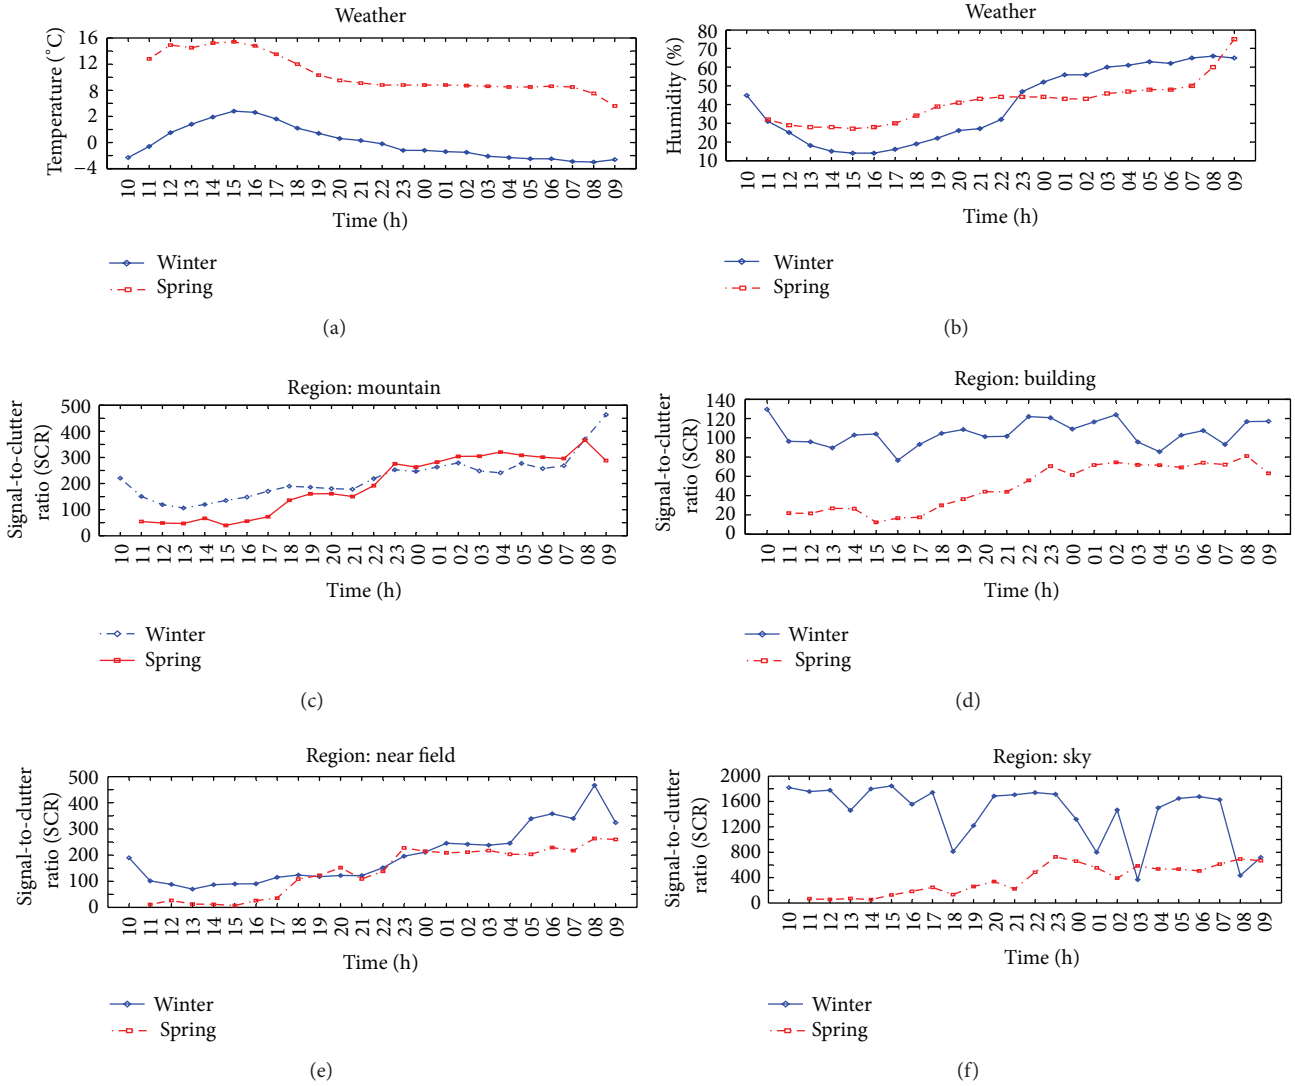 Weather
Temperature (°C)
16
12
8
2
0
−4
10 11 12 13 14 15 16 17 18 19 20 21 22 23 00 01 02 03 04 05 06 07 08 09
Time (h)
Winter
Spring
(a)
Weather
Humidity (%)
80
70
60
50
40
30
20
10
10 11 12 13 14 15 16 17 18 19 20 21 22 23 00 01 02 03 04 05 06 07 08 09
Time (h)
Winter
Spring
(b)
Region: mountain
Signal-to-clutter
ratio (SCR)
500
400
300
200
100
0
10 11 12 13 14 15 16 17 18 19 20 21 22 23 00 01 02 03 04 05 06 07 08 09
Time (h)
Winter
Spring
(c)
Region: building
Signal-to-clutter
ratio (SCR)
140
120
100
80
60
40
20
0
10 11 12 13 14 15 16 17 18 19 20 21 22 23 00 01 02 03 04 05 06 07 08 09
Time (h)
Winter
Spring
(d)
Region: near field
Signal-to-clutter
ratio (SCR)
500
400
300
200
100
0
10 11 12 13 14 15 16 17 18 19 20 21 22 23 00 01 02 03 04 05 06 07 08 09
Time (h)
Winter
Spring
(e)
Region: sky
Signal-to-clutter
ratio (SCR)
2000
1600
1200
800
400
0
10 11 12 13 14 15 16 17 18 19 20 21 22 23 00 01 02 03 04 05 06 07 08 09
Time (h)
Winter
Spring
(f)